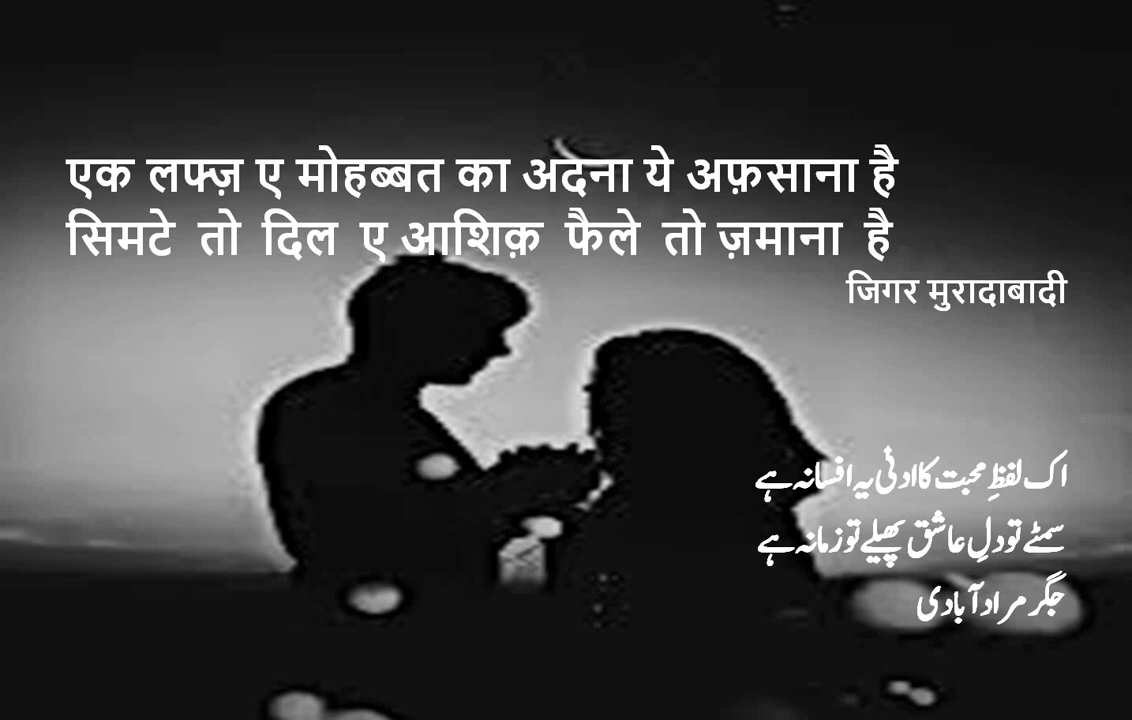 एक लफ्ज़ ए मोहब्बत का अदना ये अफ़साना है
सिमटे तो दिल ए आशिक़ फैले तो ज़माना है
जिगर मुरादाबादी
اک لفظِ محبت کا ادنیٰ یہ افسانہ ہے
سمٹے تو دلِ عاشق پھیلے تو زمانہ ہے
جگر مرادآبادی